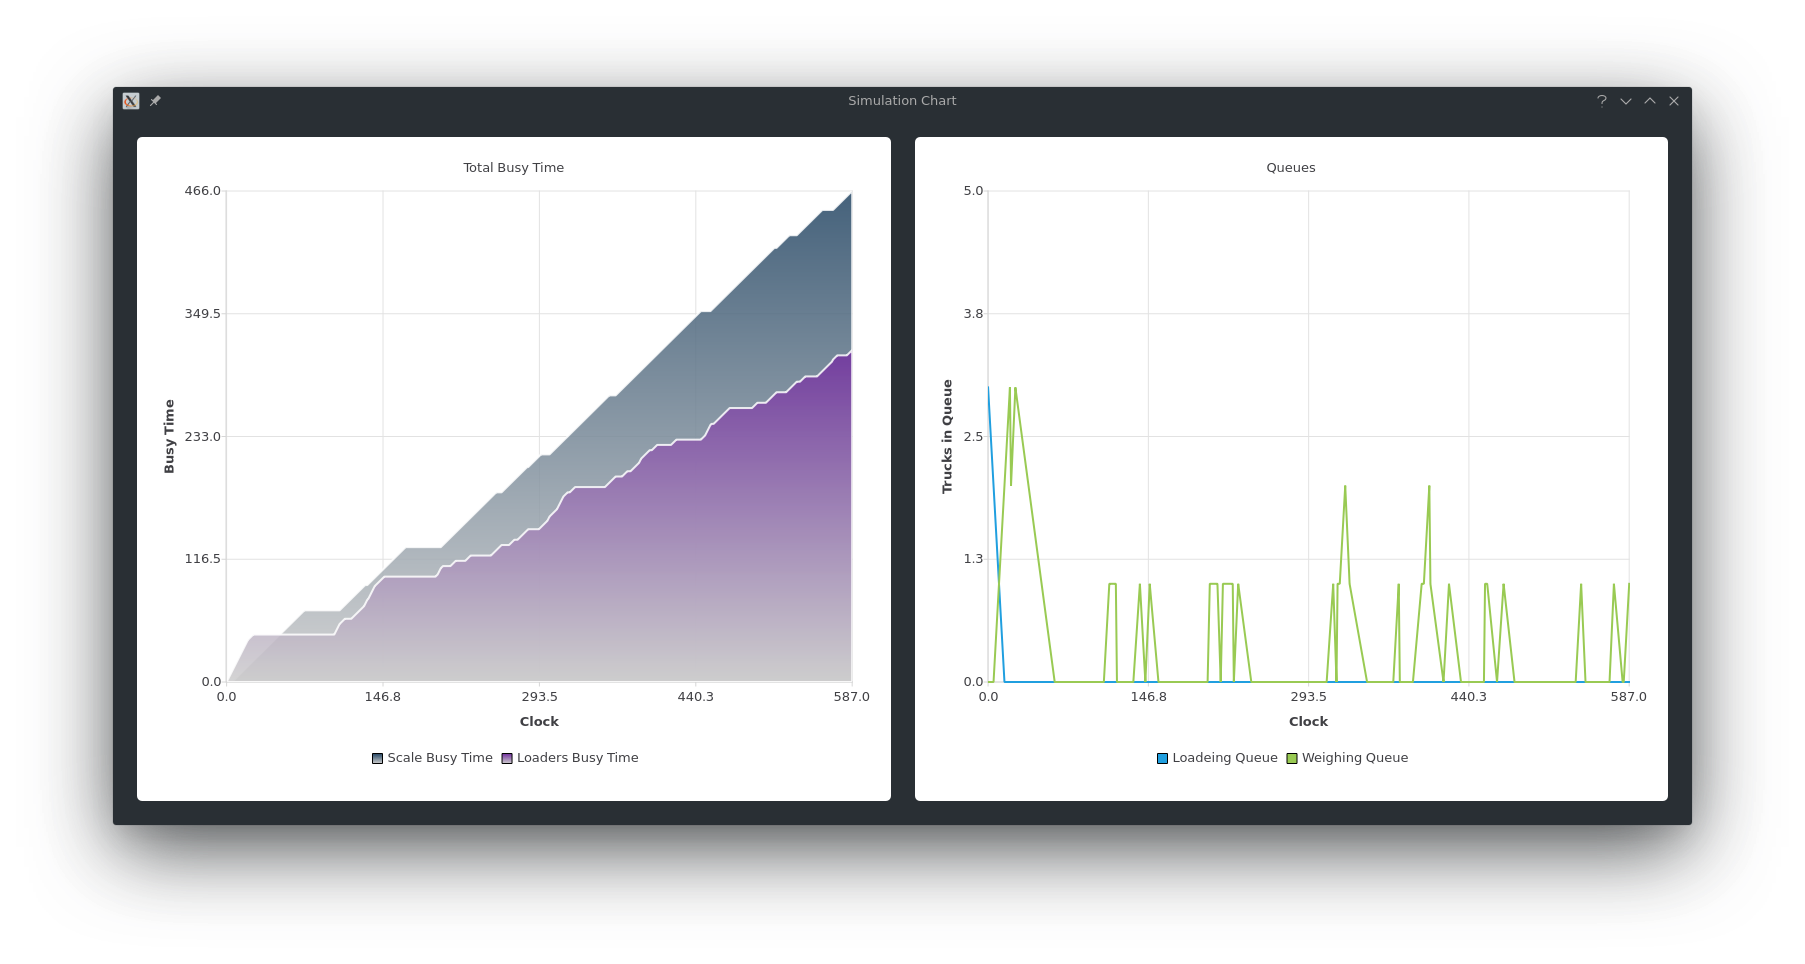 Simulation Chart
Total Busy Time
466.0
349.5
233.0
116.5
0.0
Busy Time
0.0 146.8 293.5 440.3 587.0
Clock
Scale Busy Time Loaders Busy Time
Queues
5.0
3.8
2.5
1.3
0.0
Trucks in Queue
0.0 146.8 293.5 440.3 587.0
Clock
Loadeing Queue Weighing Queue